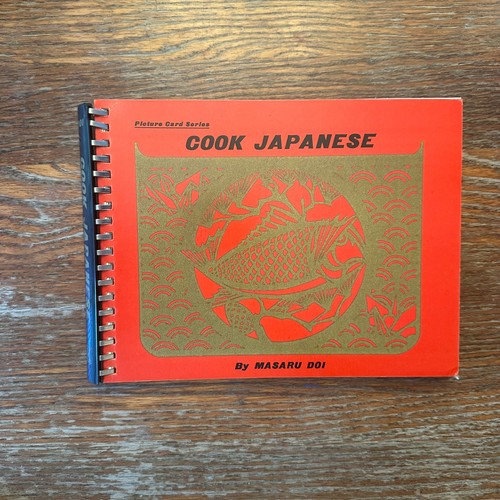 Picture Card Series
COOK JAPANESE
By MASARU DOI